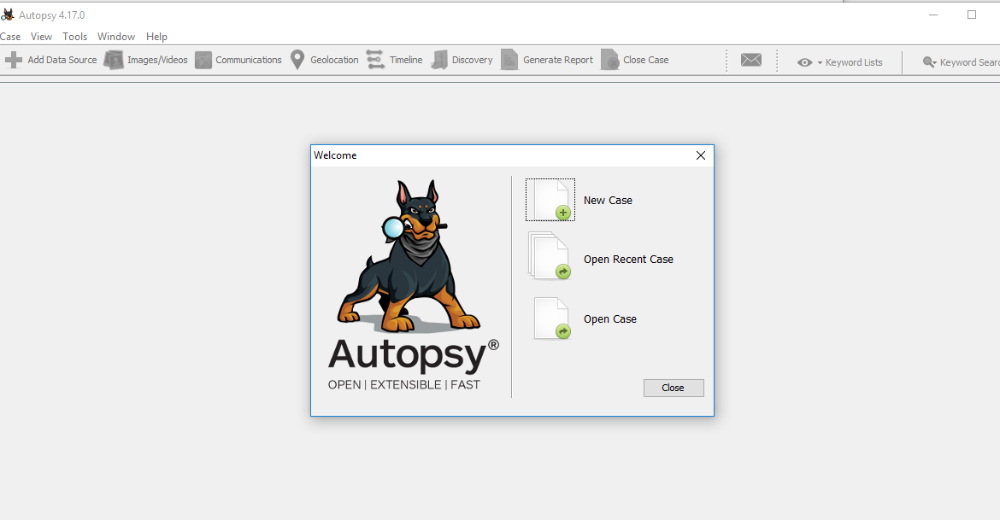 Autopsy 4.17.0
Case View Tools Window Help
Add Data Source Images/Videos Communications Geolocation Timeline Discovery Generate Report Close Case Keyword Lists Keyword Sear
Welcome
New Case
Open Recent Case
Open Case
Autopsy®
OPEN | EXTENSIBLE | FAST
Close